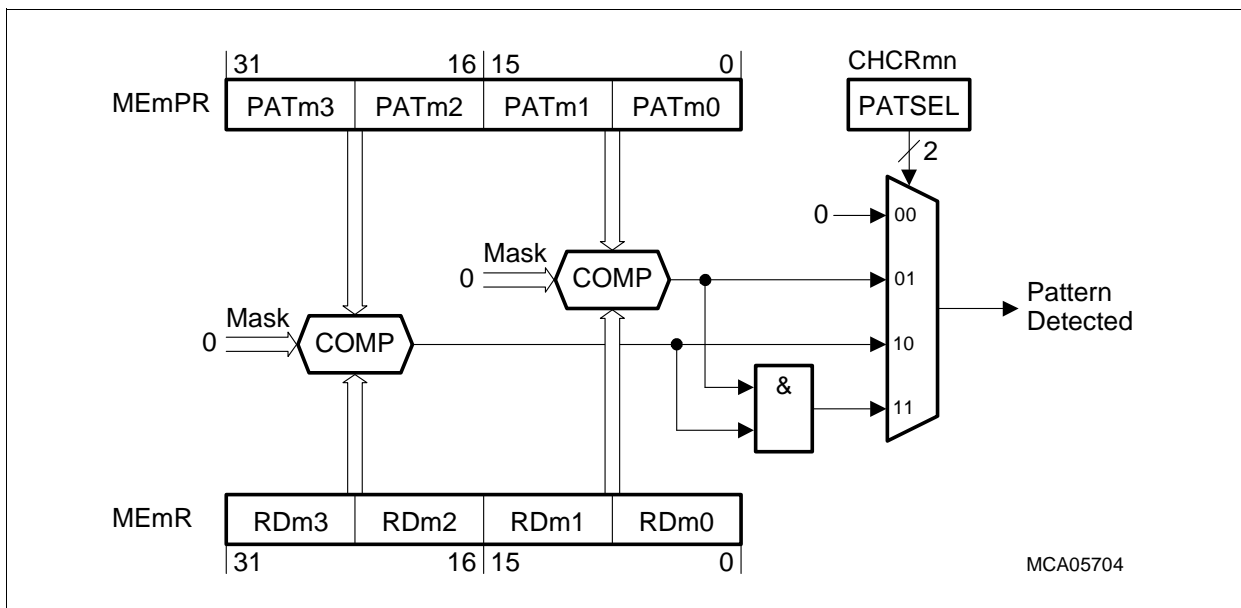 31 16 15 0
CHCRmn
MEmPR PATm3 PATm2 PATm1 PATm0
PATSEL
2
0 00
Mask
0 COMP 01
Pattern
Detected
Mask
0 COMP 10
&
11
MEmR RDm3 RDm2 RDm1 RDm0
31 16 15 0
MCA05704